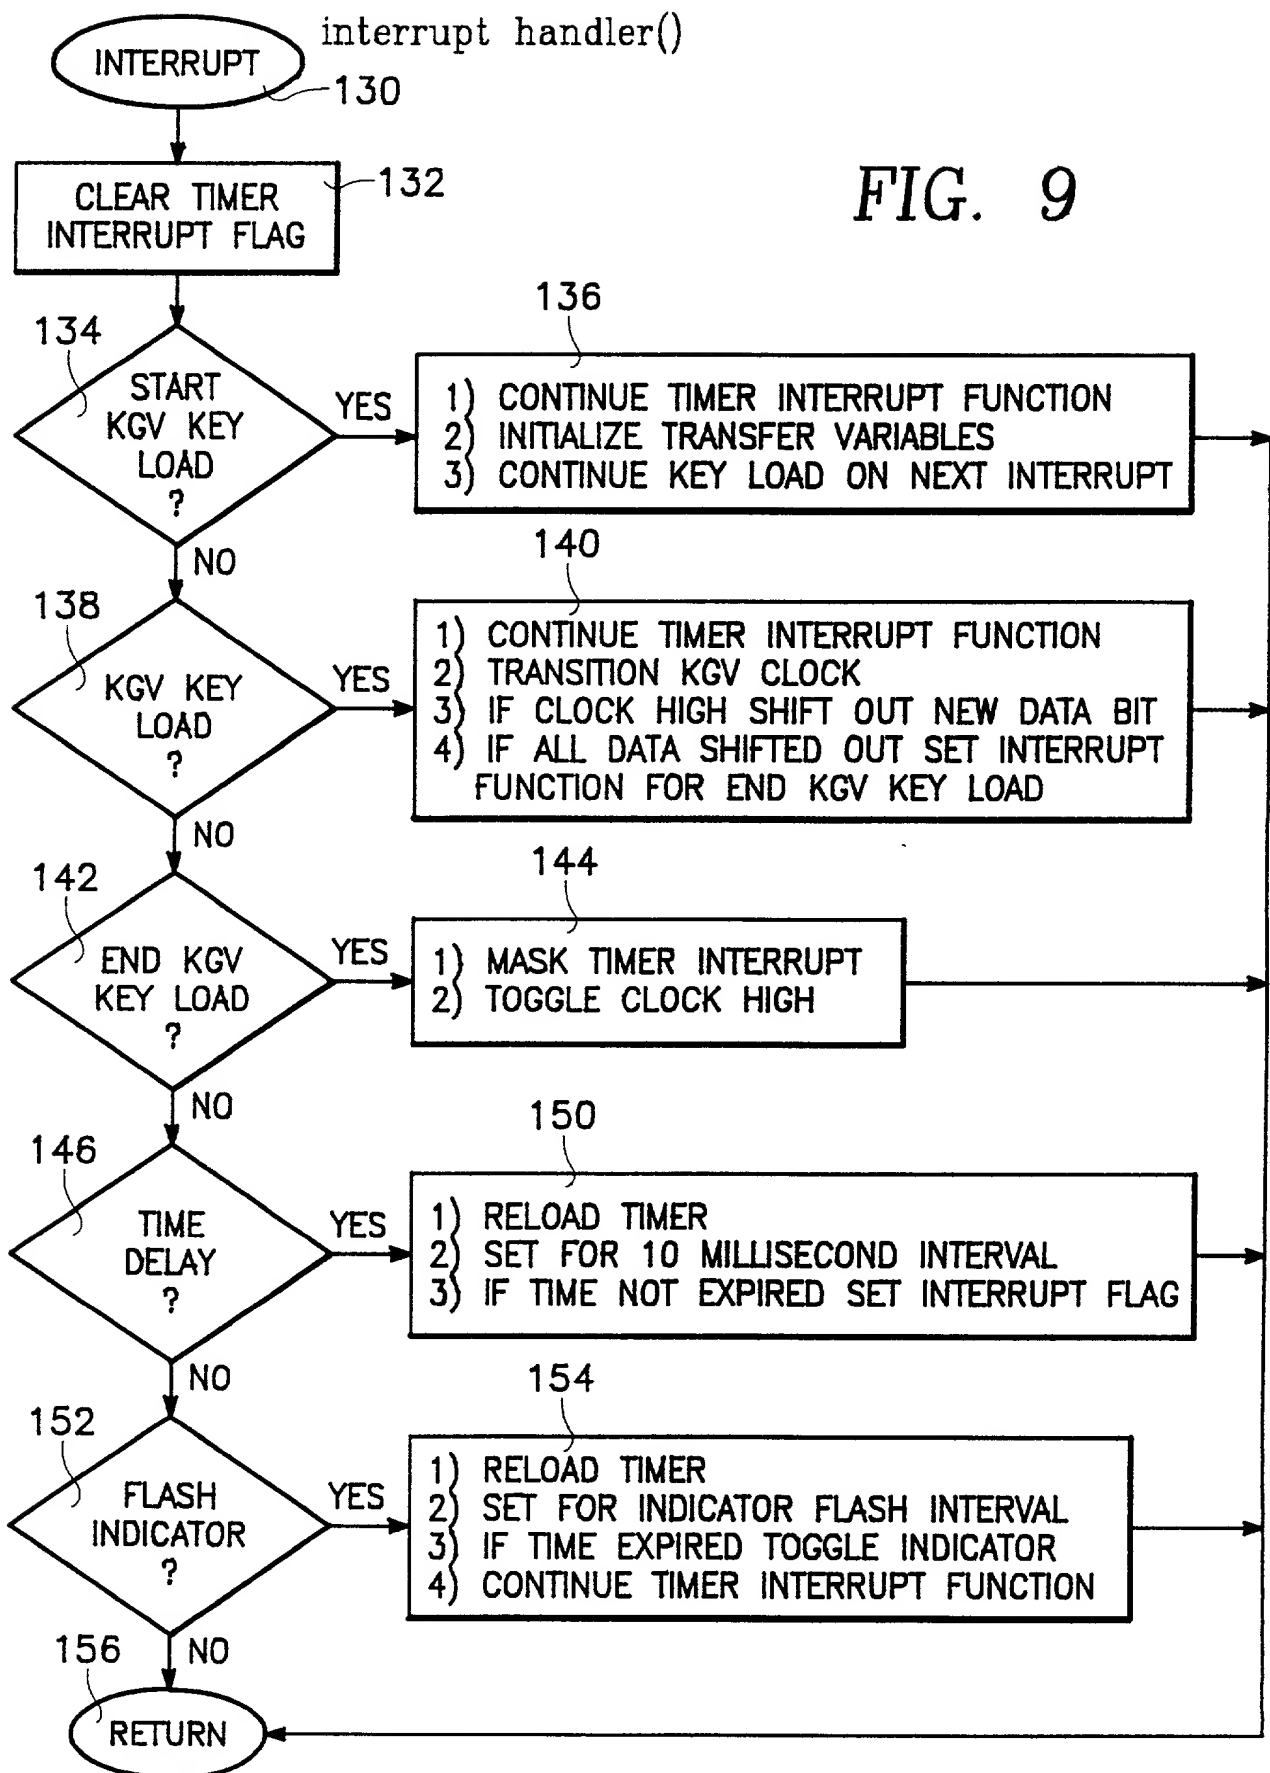 interrupt handler()
INTERRUPT
130
CLEAR TIMER
INTERRUPT FLAG
132
FIG. 9
134
START
KGV KEY
LOAD
?
YES
NO
136
1) CONTINUE TIMER INTERRUPT FUNCTION
2) INITIALIZE TRANSFER VARIABLES
3) CONTINUE KEY LOAD ON NEXT INTERRUPT
138
KGV KEY
LOAD
?
YES
NO
140
1) CONTINUE TIMER INTERRUPT FUNCTION
2) TRANSITION KGV CLOCK
3) IF CLOCK HIGH SHIFT OUT NEW DATA BIT
4) IF ALL DATA SHIFTED OUT SET INTERRUPT
FUNCTION FOR END KGV KEY LOAD
142
END KGV
KEY LOAD
?
YES
NO
144
1) MASK TIMER INTERRUPT
2) TOGGLE CLOCK HIGH
146
TIME
DELAY
?
YES
NO
150
1) RELOAD TIMER
2) SET FOR 10 MILLISECOND INTERVAL
3) IF TIME NOT EXPIRED SET INTERRUPT FLAG
152
FLASH
INDICATOR
?
YES
NO
154
1) RELOAD TIMER
2) SET FOR INDICATOR FLASH INTERVAL
3) IF TIME EXPIRED TOGGLE INDICATOR
4) CONTINUE TIMER INTERRUPT FUNCTION
156
RETURN